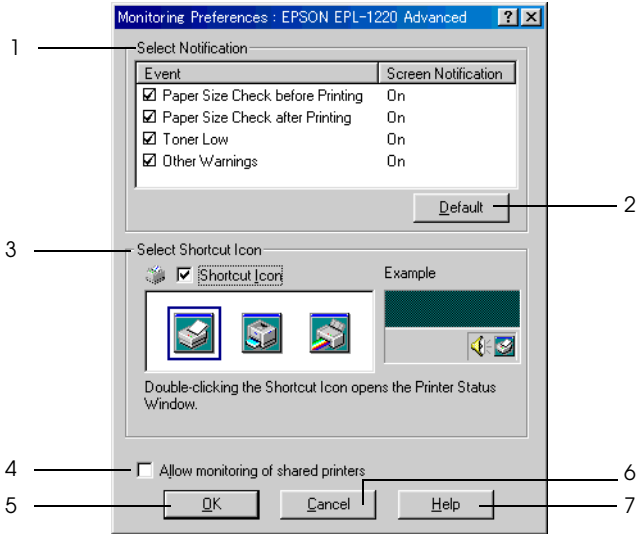 Monitoring Preferences : EPSON EPL-1220 Advanced
1
Select Notification
Event Screen Notification
Paper Size Check before Printing On
Paper Size Check after Printing On
Toner Low On
Other Warnings On
Default
2
3
Select Shortcut Icon
Shortcut Icon
Example
Double-clicking the Shortcut Icon opens the Printer Status
Window.
4
Allow monitoring of shared printers
5
OK
Cancel
Help
6
7